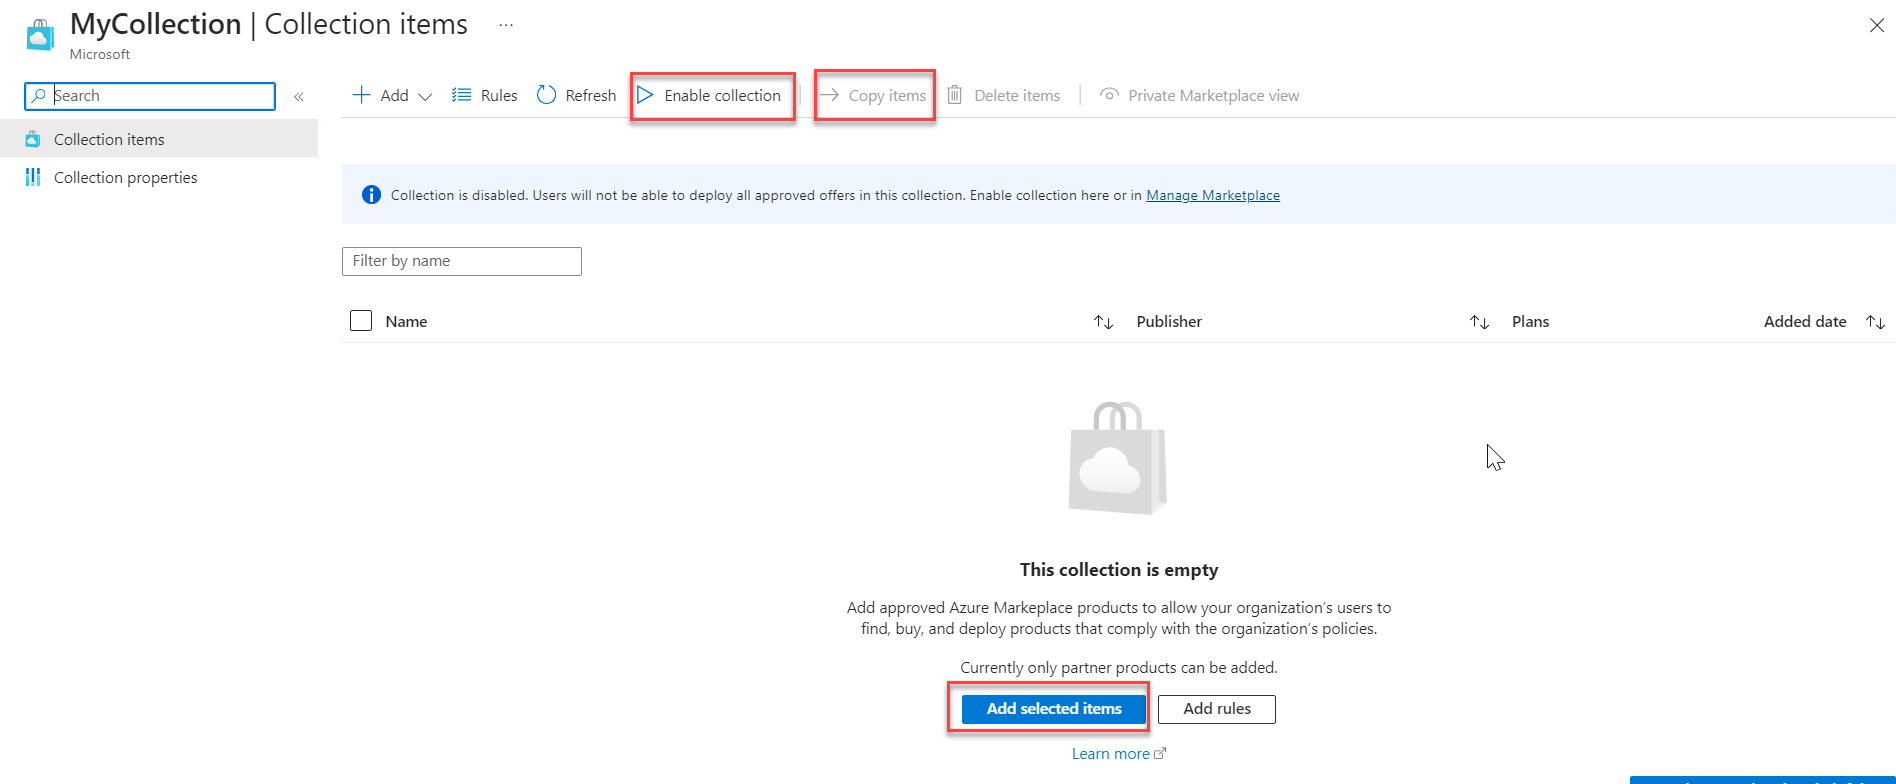 MyCollection | Collection items ...
Microsoft
Search
«
Add
Rules
Refresh
Enable collection
Copy items
Delete items
Private Marketplace view
Collection items
Collection properties
Collection is disabled. Users will not be able to deploy all approved offers in this collection. Enable collection here or in Manage Marketplace
Filter by name
Name
Publisher
Plans
Added date
This collection is empty
Add approved Azure Markeplace products to allow your organization’s users to
find, buy, and deploy products that comply with the organization’s policies.
Currently only partner products can be added.
Add selected items
Add rules
Learn more